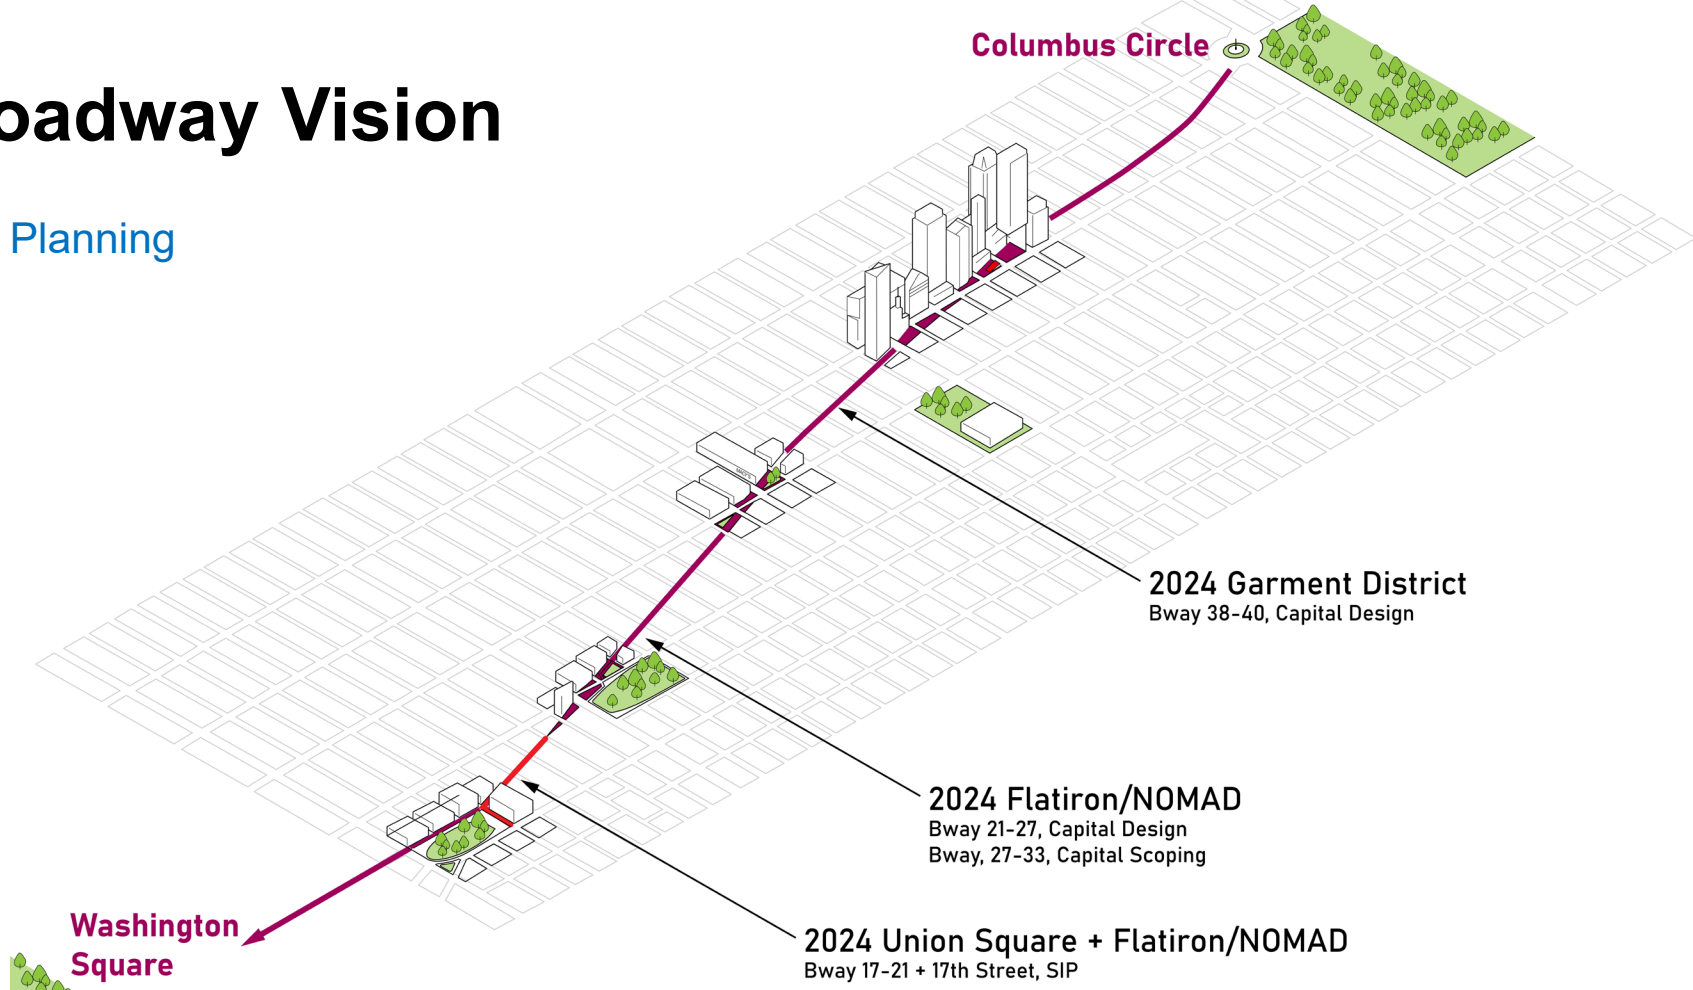 oadway Vision
Planning
Columbus Circle
macy's
2024 Garment District
Bway 38-40, Capital Design
2024 Flatiron/NOMAD
Bway 21-27, Capital Design
Bway, 27-33, Capital Scoping
2024 Union Square + Flatiron/NOMAD
Bway 17-21 + 17th Street, SIP
Washington
Square